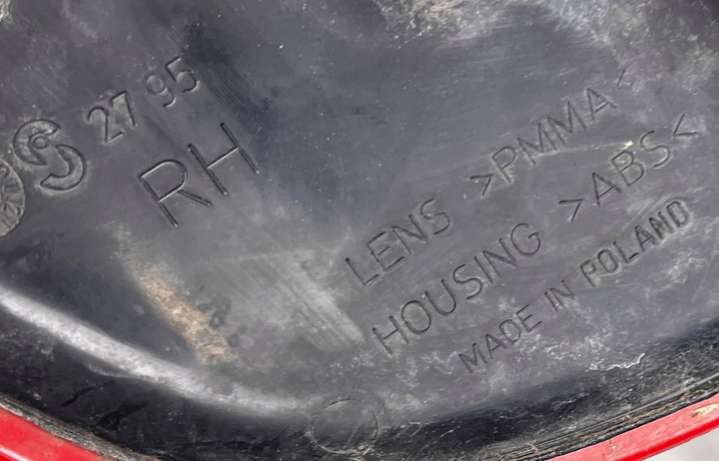 27 95
RH
LENS >PMMA<
HOUSING >ABS<
MADE IN POLAND